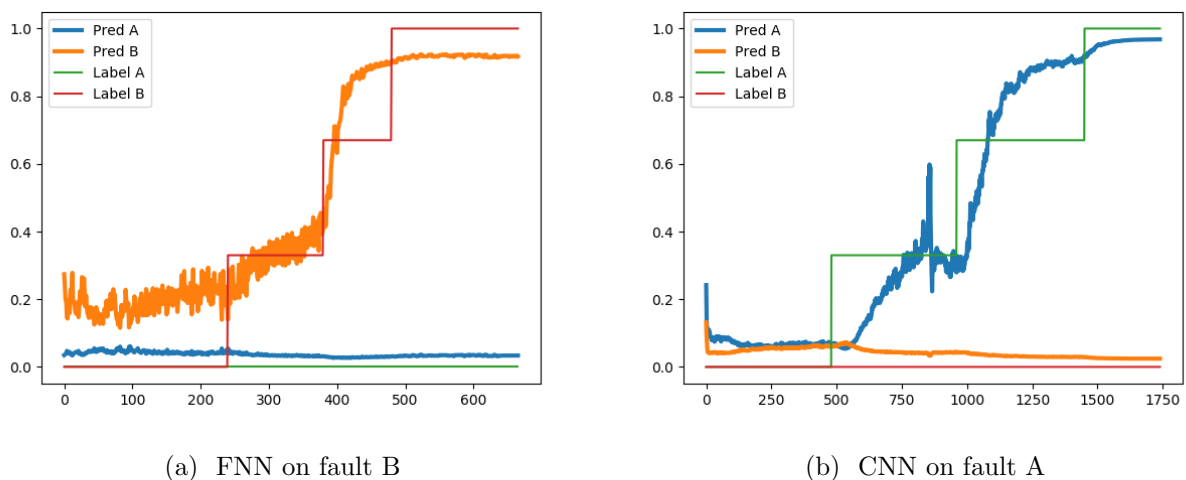 1.0
0.8
0.6
0.4
0.2
0.0
Pred A
Pred B
Label A
Label B
0 100 200 300 400 500 600
(a) FNN on fault B
1.0
0.8
0.6
0.4
0.2
0.0
Pred A
Pred B
Label A
Label B
0 250 500 750 1000 1250 1500 1750
(b) CNN on fault A